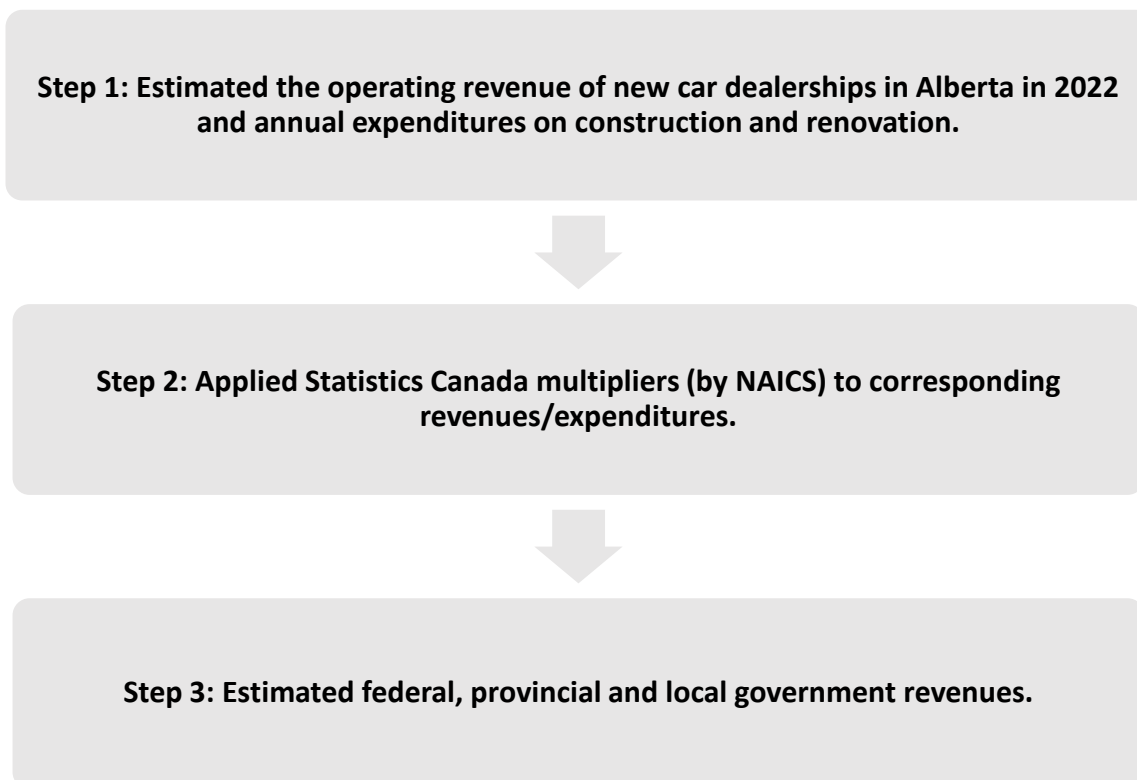 Step 1: Estimated the operating revenue of new car dealerships in Alberta in 2022
and annual expenditures on construction and renovation.
Step 2: Applied Statistics Canada multipliers (by NAICS) to corresponding
revenues/expenditures.
Step 3: Estimated federal, provincial and local government revenues.